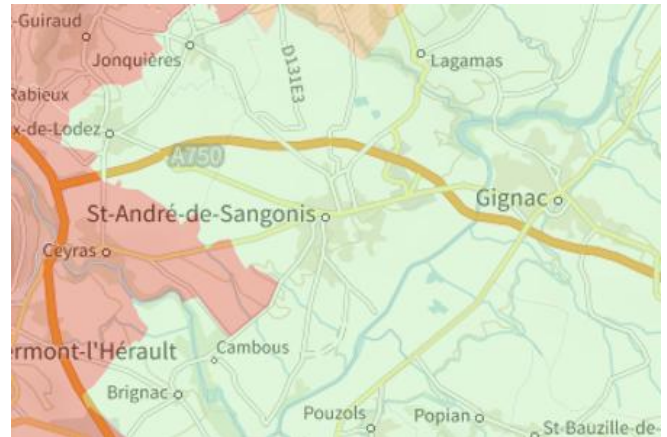 -Guiraud
Jonquières
D131E3
Lagamas
Rabieux
x-de-Lodez
A750
Gignac
St-André-de-Sangonis
Ceyras
ermont-l'Hérault
Cambous
Brignac
Pouzols
Popian
St-Bauzille-de-